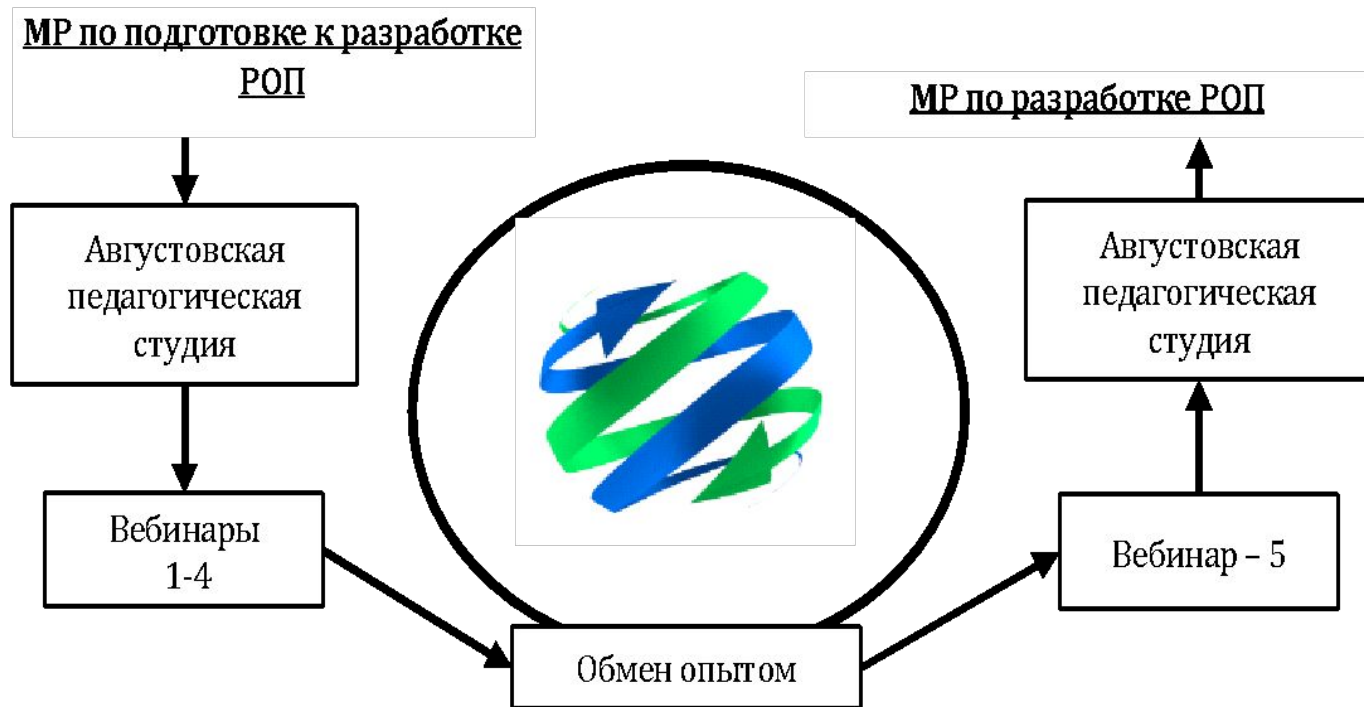 МР по подготовке к разработке
РОП
Августовская
педагогическая
студия
Вебинары
1-4
Обмен опытом
Вебинар – 5
Августовская
педагогическая
студия
МР по разработке РОП